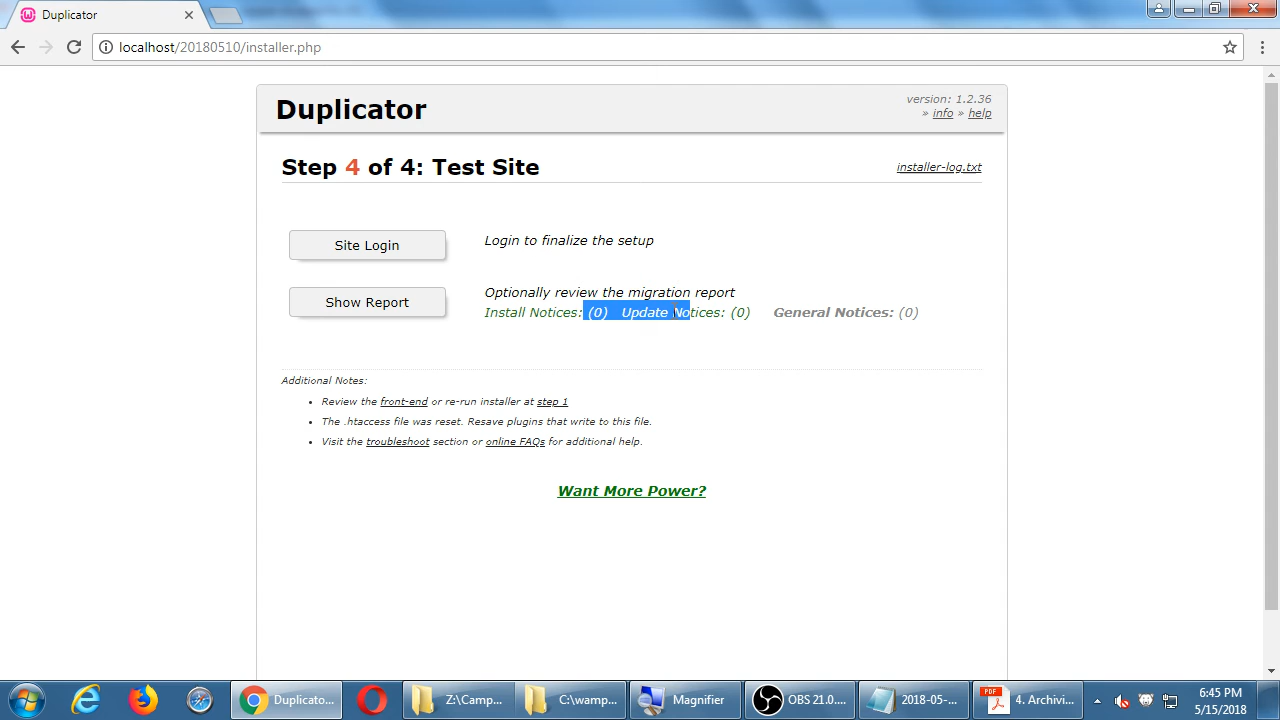 Duplicator
localhost/20180510/installer.php
Duplicator
version: 1.2.36
» info » help
Step 4 of 4: Test Site
installer-log.txt
Site Login
Login to finalize the setup
Show Report
Optionally review the migration report
Install Notices: (0) Update Notices: (0) General Notices: (0)
Additional Notes:
• Review the front-end or re-run installer at step 1
• The .htaccess file was reset. Resave plugins that write to this file.
• Visit the troubleshoot section or online FAQs for additional help.
Want More Power?
Duplicato...
Z:\Camp...
C:\wamp...
Magnifier
OBS 21.0....
2018-05-...
PDF
4. Archivi...
6:45 PM
5/15/2018